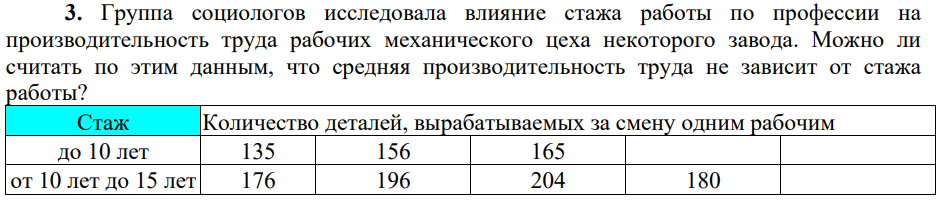 3. Группа социологов исследовала влияние стажа работы по профессии на
производительность труда рабочих механического цеха некоторого завода. Можно ли
считать по этим данным, что средняя производительность труда не зависит от стажа
работы?
Стаж Количество деталей, вырабатываемых за смену одним рабочим
до 10 лет 135 156 165
от 10 лет до 15 лет 176 196 204 180